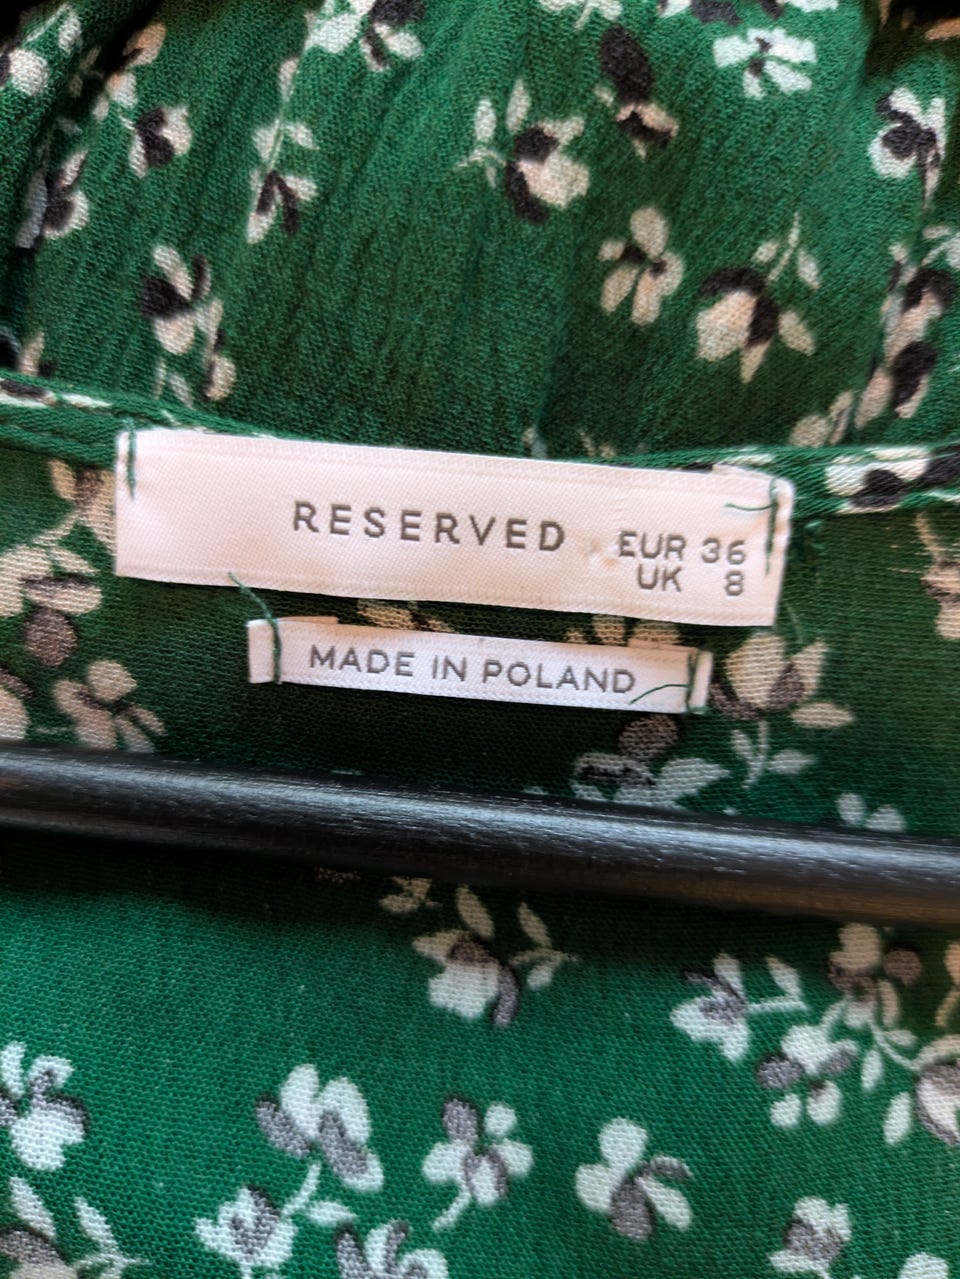 RESERVED
EUR 36
UK 8
MADE IN POLAND